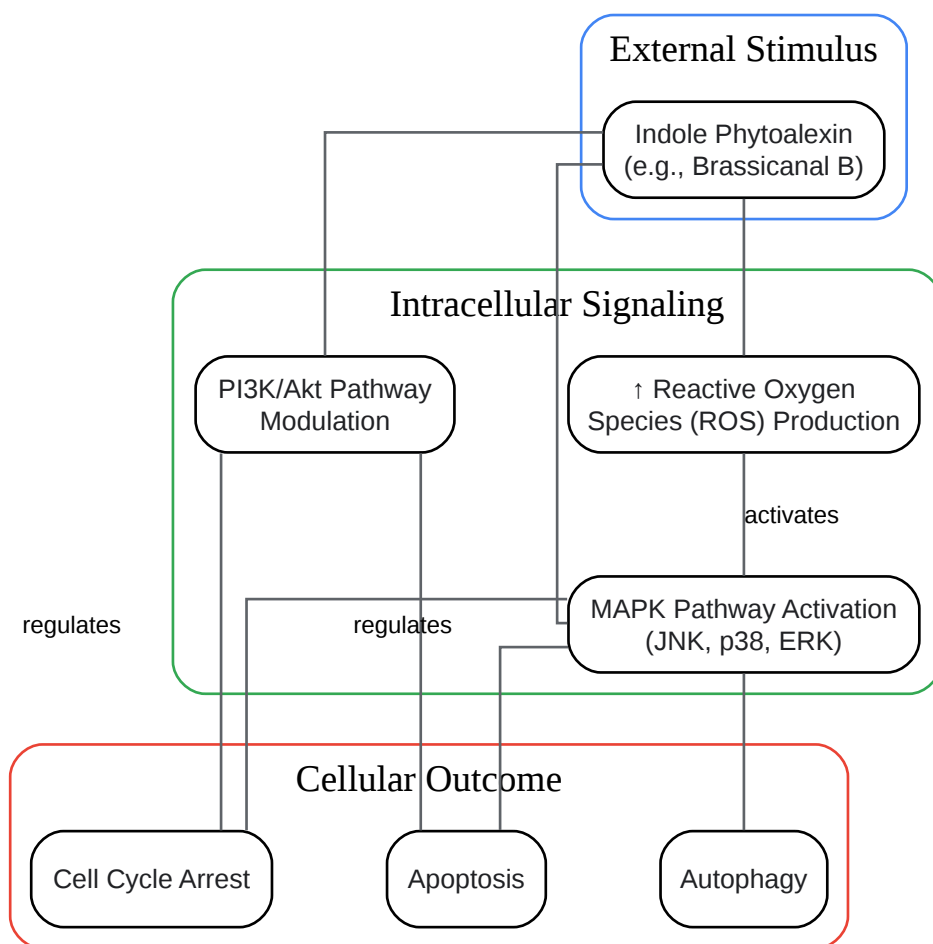 External Stimulus
Indole Phytoalexin
(e.g., Brassicanal B)
Intracellular Signaling
PI3K/Akt Pathway
Modulation
↑ Reactive Oxygen
Species (ROS) Production
activates
MAPK Pathway Activation
(JNK, p38, ERK)
regulates
regulates
Cellular Outcome
Cell Cycle Arrest
Apoptosis
Autophagy